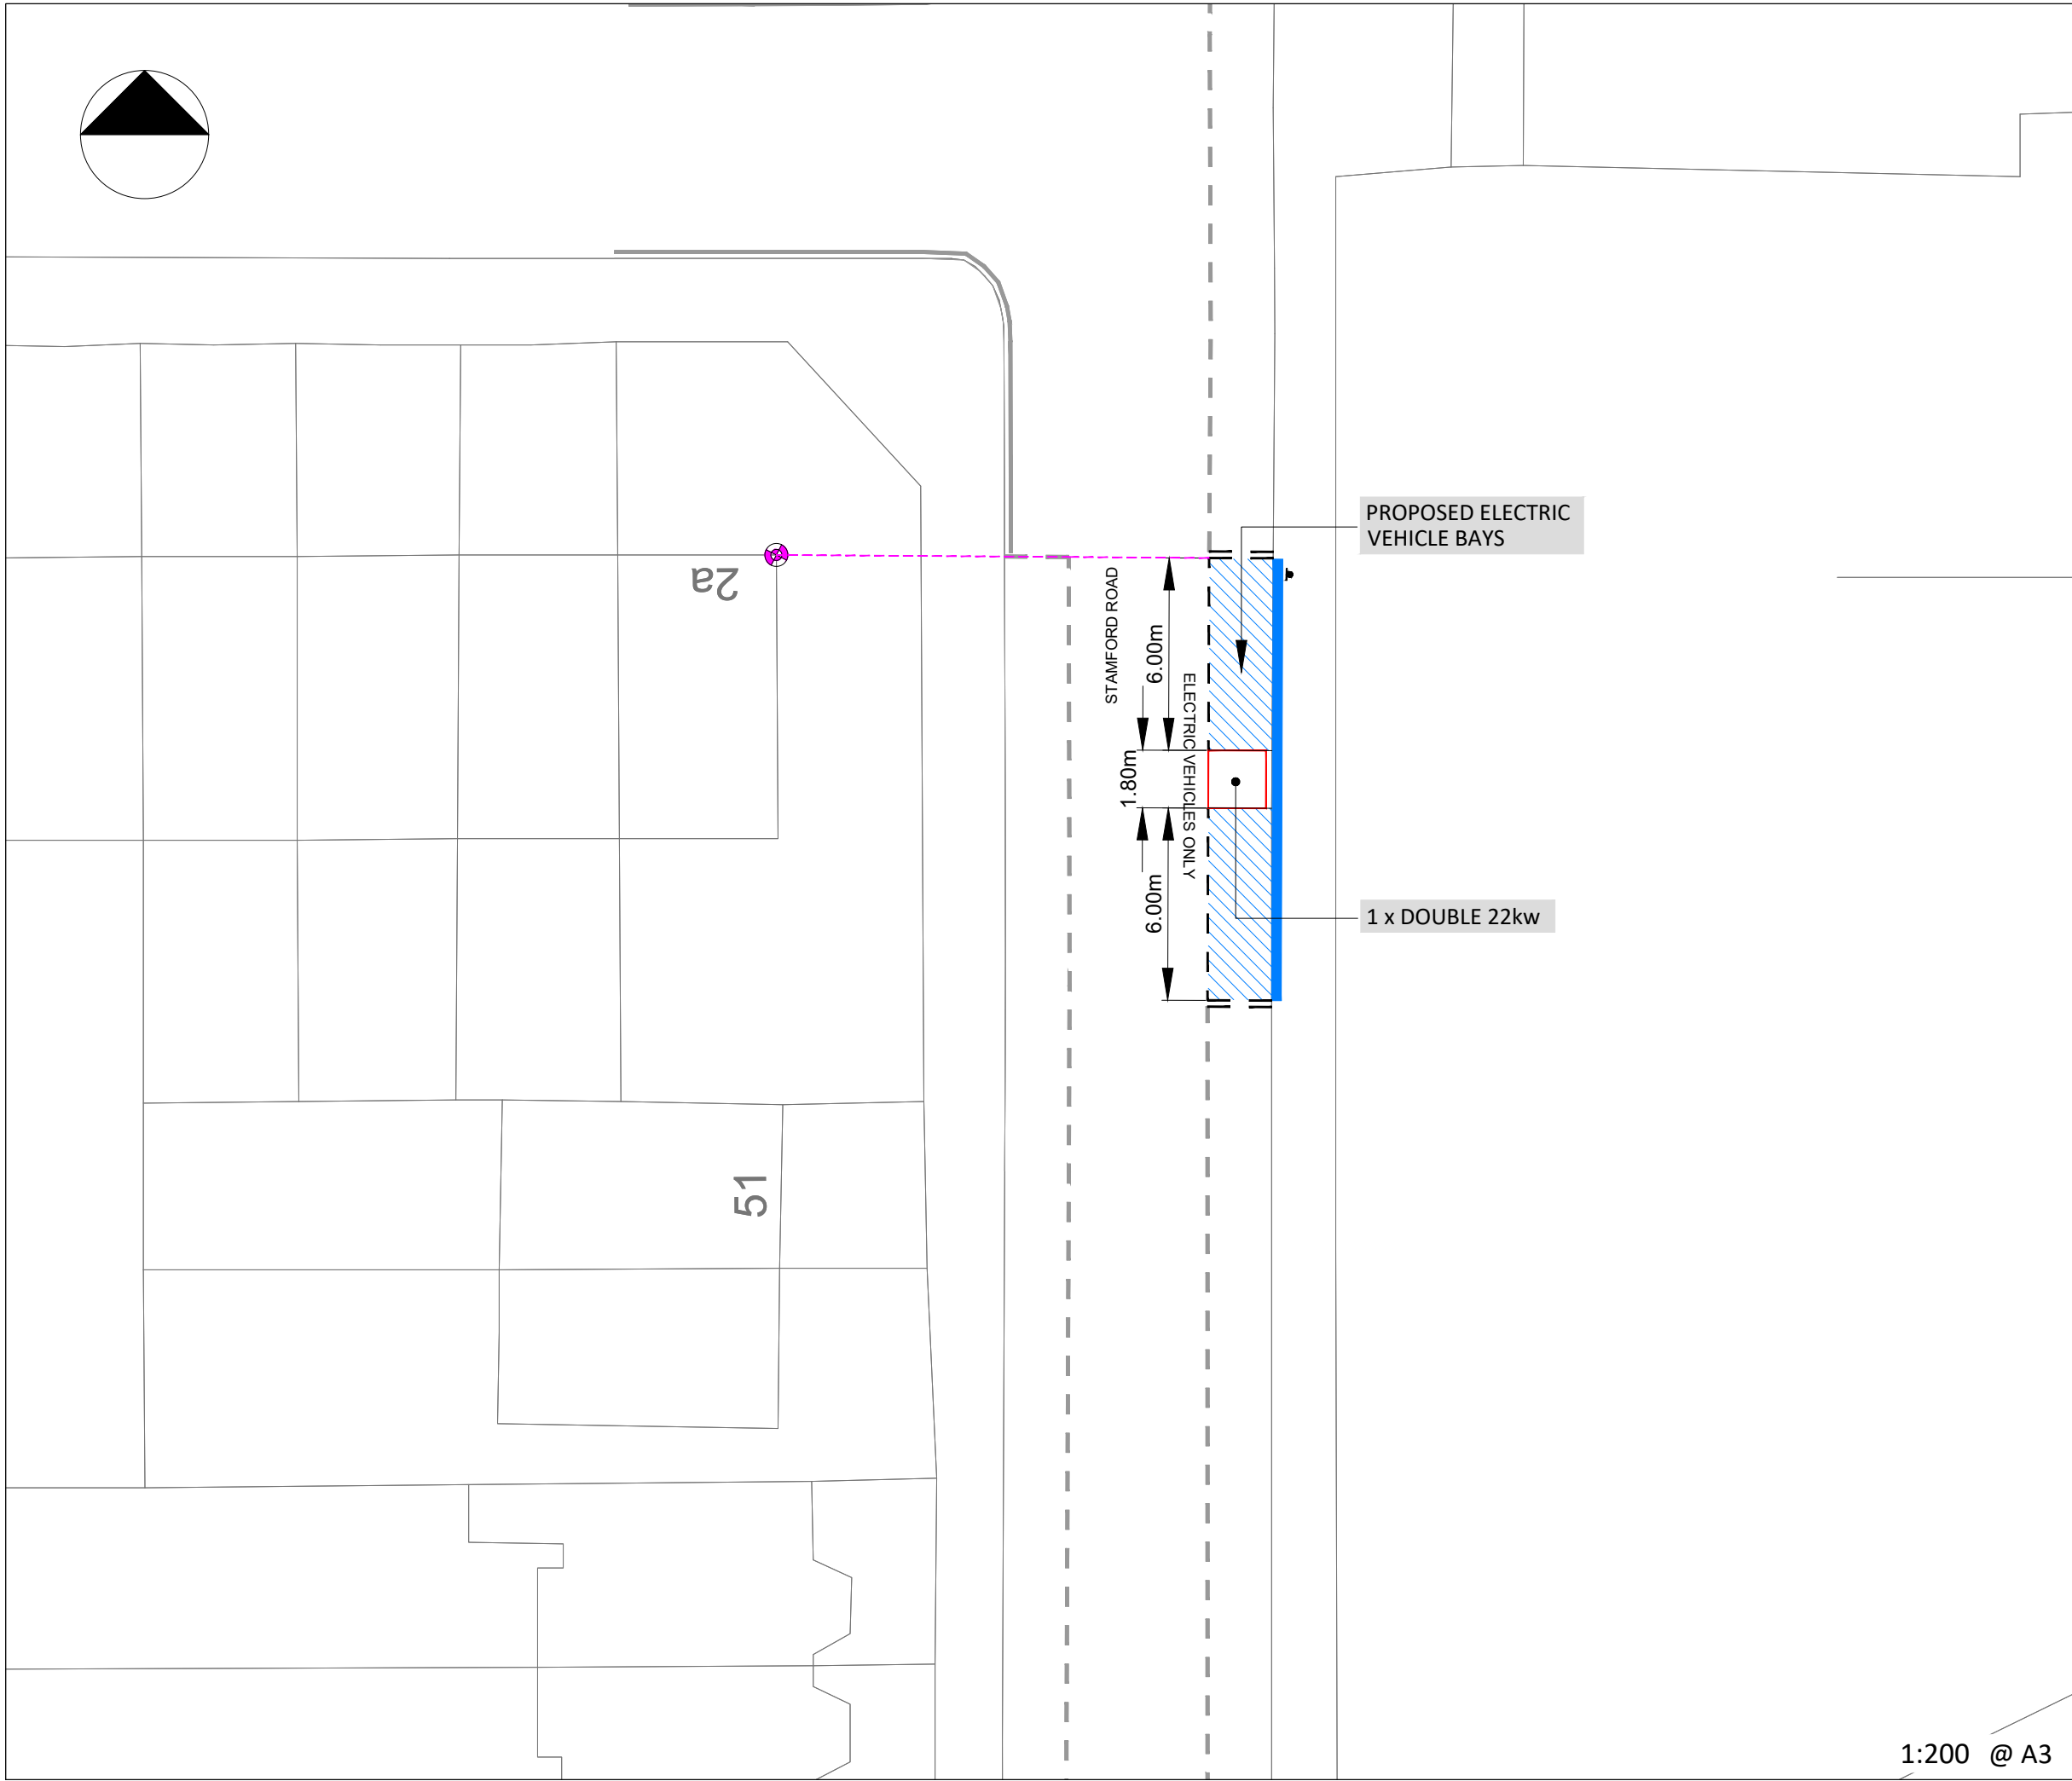 PROPOSED ELECTRIC
VEHICLE BAYS
2a
STAMFORD ROAD
6.00m
ELECTRIC VEHICLES ONLY
1.80m
6.00m
1 x DOUBLE 22kw
51
1:200 @ A3